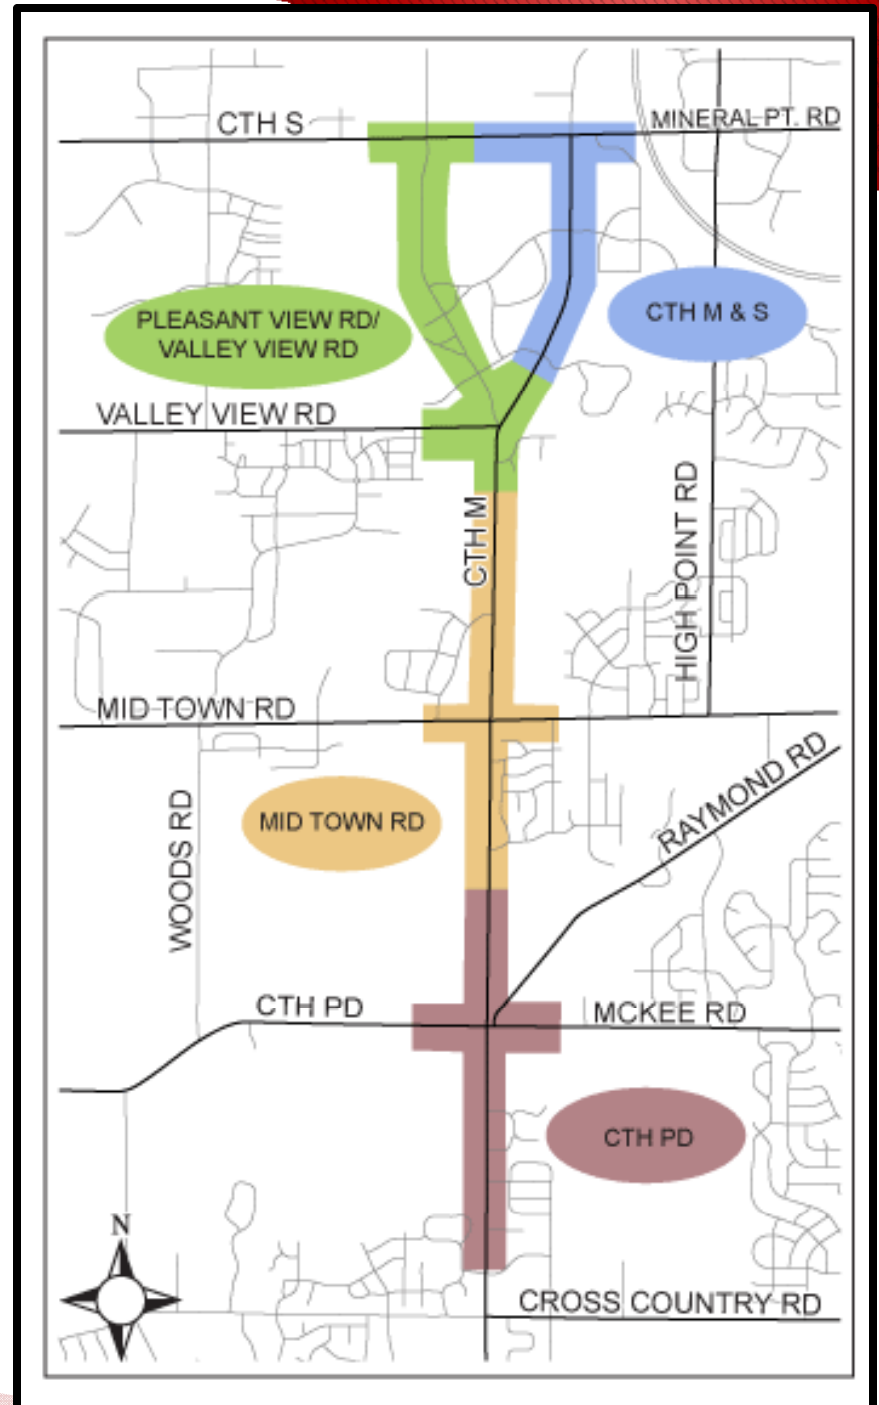 CTH S
MINERAL PT. RD
PLEASANT VIEW RD/
VALLEY VIEW RD
CTH M & S
VALLEY VIEW RD
CTH M
HIGH POINT RD
MID TOWN RD
RAYMOND RD
MID TOWN RD
WOODS RD
CTH PD
MCKEE RD
CTH PD
N
CROSS COUNTRY RD